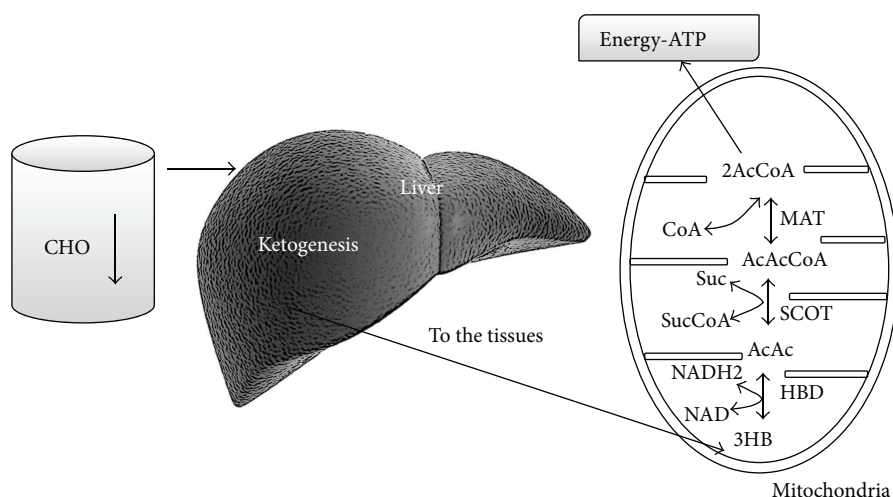 Energy-ATP
CHO
Liver
Ketogenesis
To the tissues
2AcCoA
CoA
MAT
AcAcCoA
Suc
SucCoA
SCOT
AcAc
NADH2
HBD
NAD
3HB
Mitochondria